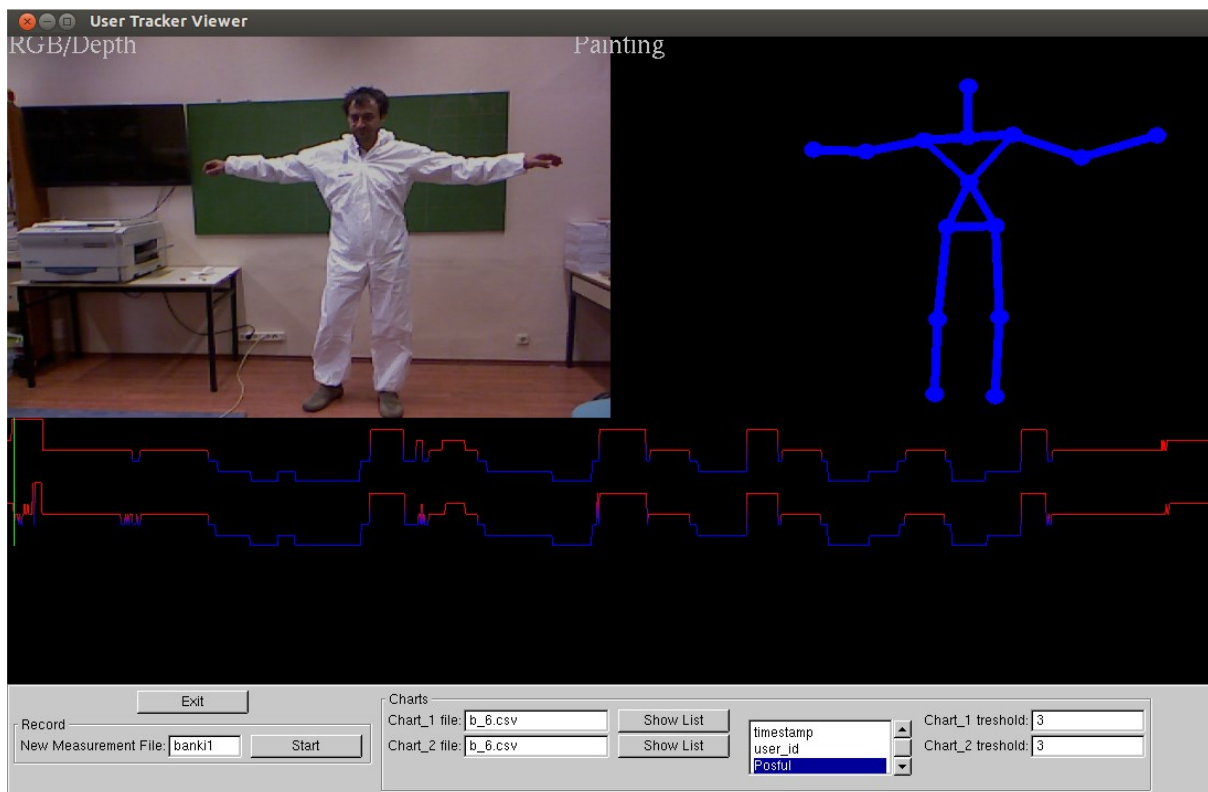 User Tracker Viewer
RGB/Depth
Painting
Exit
Record
New Measurement File: banki1 Start
Charts
Chart_1 file: b_6.csv Show List
Chart_2 file: b_6.csv Show List
timestamp
user_id
Posful
Chart_1 treshold: 3
Chart_2 treshold: 3